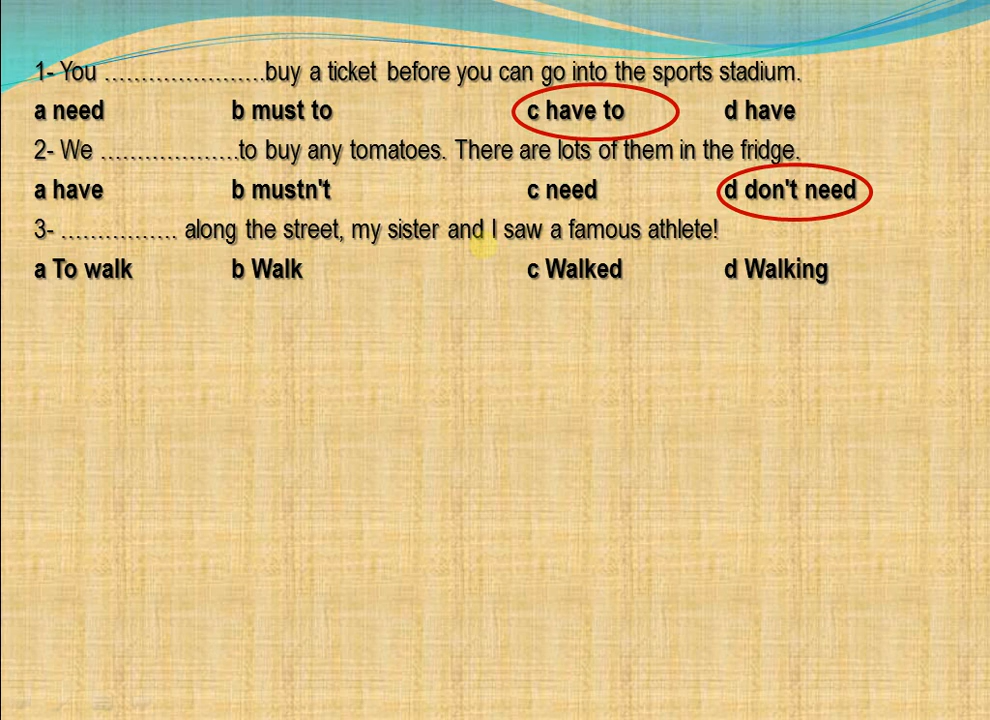 1- You ......................buy a ticket before you can go into the sports stadium.
a need b must to c have to d have
2- We ...................to buy any tomatoes. There are lots of them in the fridge.
a have b mustn't c need d don't need
3- ................ along the street, my sister and I saw a famous athlete!
a To walk b Walk c Walked d Walking